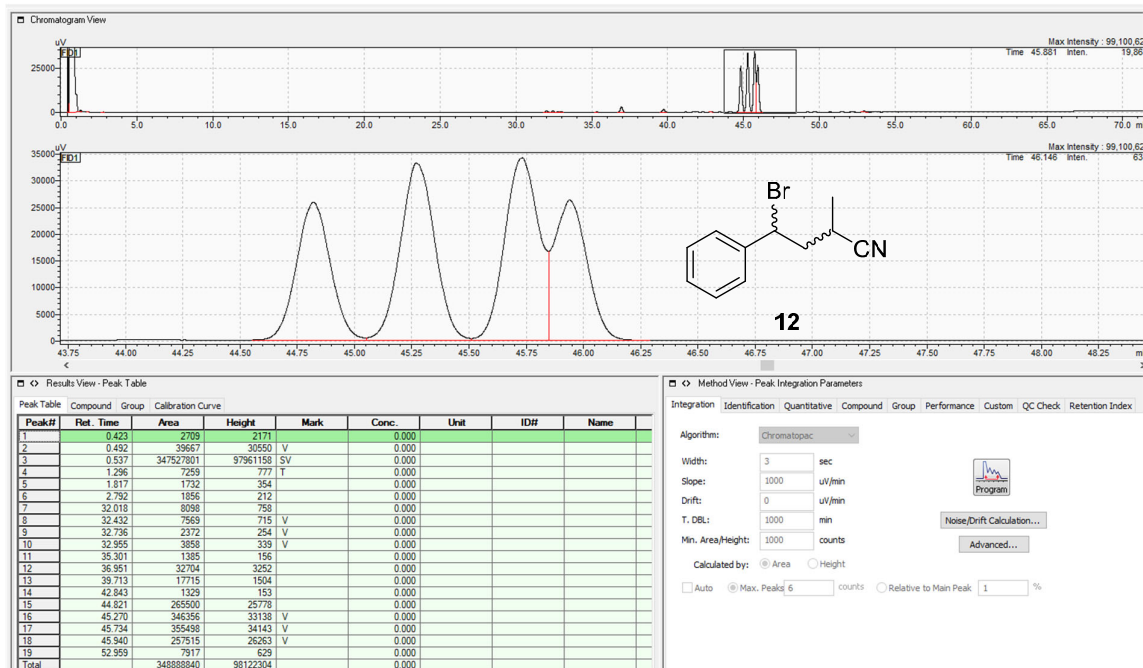 Chromatogram View
uV
FID1
Max Intensity : 99,100,62
Time 45.881 Inten. 19,86
25000
0
0.0 5.0 10.0 15.0 20.0 25.0 30.0 35.0 40.0 45.0 50.0 55.0 60.0 65.0 70.0 m
uV
FID1
Max Intensity : 99,100,62
Time 46.146 Inten. 63
35000
30000
25000
20000
15000
10000
5000
0
Br
CN
12
43.75 44.00 44.25 44.50 44.75 45.00 45.25 45.50 45.75 46.00 46.25 46.50 46.75 47.00 47.25 47.50 47.75 48.00 48.25 m
Results View - Peak Table
Peak Table Compound Group Calibration Curve
Peak# Ret. Time Area Height Mark Conc. Unit ID# Name
1 0.423 2709 2171 0.000
2 0.492 39667 30550 V 0.000
3 0.537 347527801 97961158 SV 0.000
4 1.296 7259 777 T 0.000
5 1.817 1732 354 0.000
6 2.792 1856 212 0.000
7 32.018 8098 758 0.000
8 32.432 7569 715 V 0.000
9 32.736 2372 254 V 0.000
10 32.955 3858 339 V 0.000
11 35.301 1385 156 0.000
12 36.951 32704 3252 0.000
13 39.713 17715 1504 0.000
14 42.843 1329 153 0.000
15 44.821 265500 25778 0.000
16 45.270 346356 33138 V 0.000
17 45.734 355498 34143 V 0.000
18 45.940 257515 26263 V 0.000
19 52.959 7917 629 0.000
Total 348888840 98122304 0.000
Method View - Peak Integration Parameters
Integration Identification Quantitative Compound Group Performance Custom QC Check Retention Index
Algorithm: Chromatopac
Width: 3 sec
Slope: 1000 uV/min
Drift: 0 uV/min
T. DBL: 1000 min
Min. Area/Height: 1000 counts
Program
Noise/Drift Calculation...
Advanced...
Calculated by: Area Height
Auto Max. Peaks 6 counts Relative to Main Peak 1 %